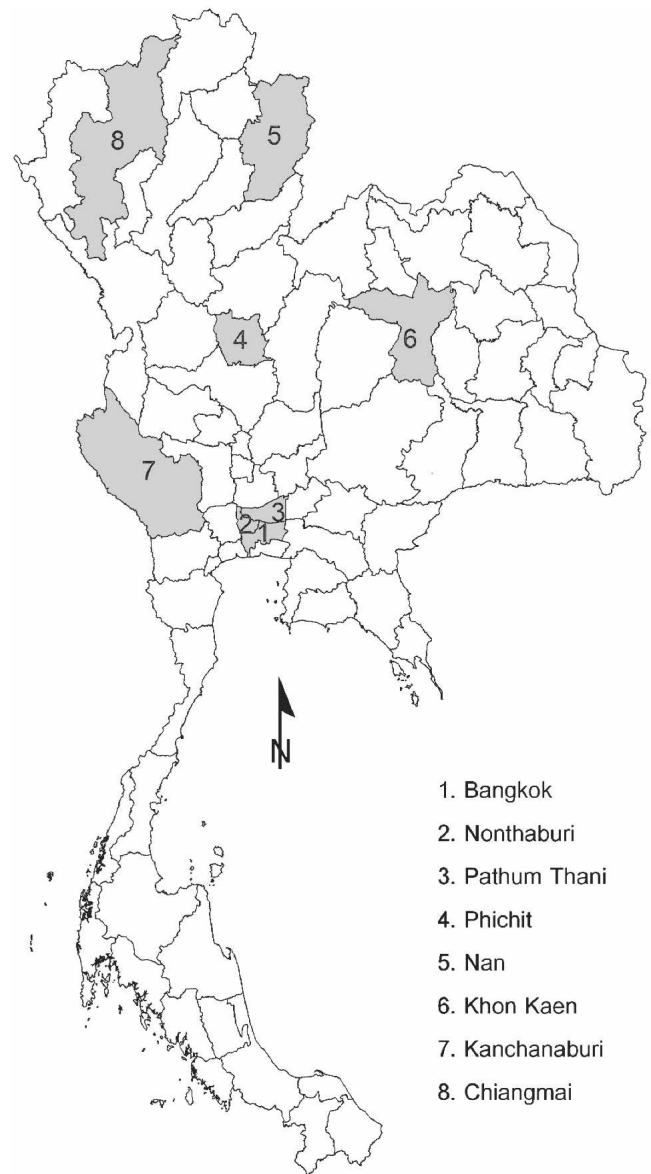 8
5
4
6
7
3
2
1
N
1. Bangkok
2. Nonthaburi
3. Pathum Thani
4. Phichit
5. Nan
6. Khon Kaen
7. Kanchanaburi
8. Chiangmai